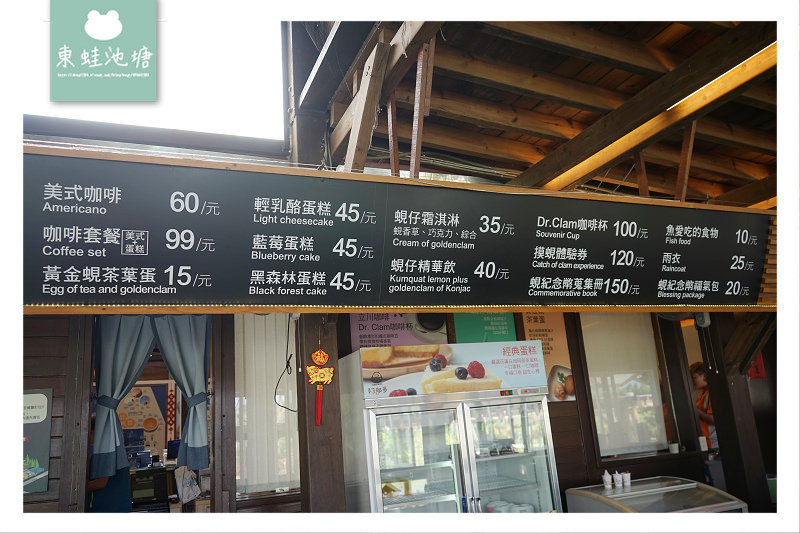 東蛙池塘
美式咖啡 60/元
Americano
咖啡套餐 美式+蛋糕 99/元
Coffee set
黃金蜆茶葉蛋 15/元
Egg of tea and goldenclam
輕乳酪蛋糕 45/元
Light cheesecake
藍莓蛋糕 45/元
Blueberry cake
黑森林蛋糕 45/元
Black forest cake
蜆仔霜淇淋 35/元
蜆香草、巧克力、綜合
Cream of goldenclam
蜆仔精華飲 40/元
Kumquat lemon plus
goldenclam of Konjac
Dr.Clam咖啡杯 100/元
Souvenir Cup
摸蜆體驗券 120/元
Catch of clam experience
蜆紀念幣蒐集冊 150/元
Commemorative book
魚愛吃的食物 10/元
Fish food
雨衣 25/元
Raincoat
蜆紀念幣福氣包 20/元
Blessing package
立川咖啡
Dr. Clam咖啡杯
茶葉蛋
經典蛋糕